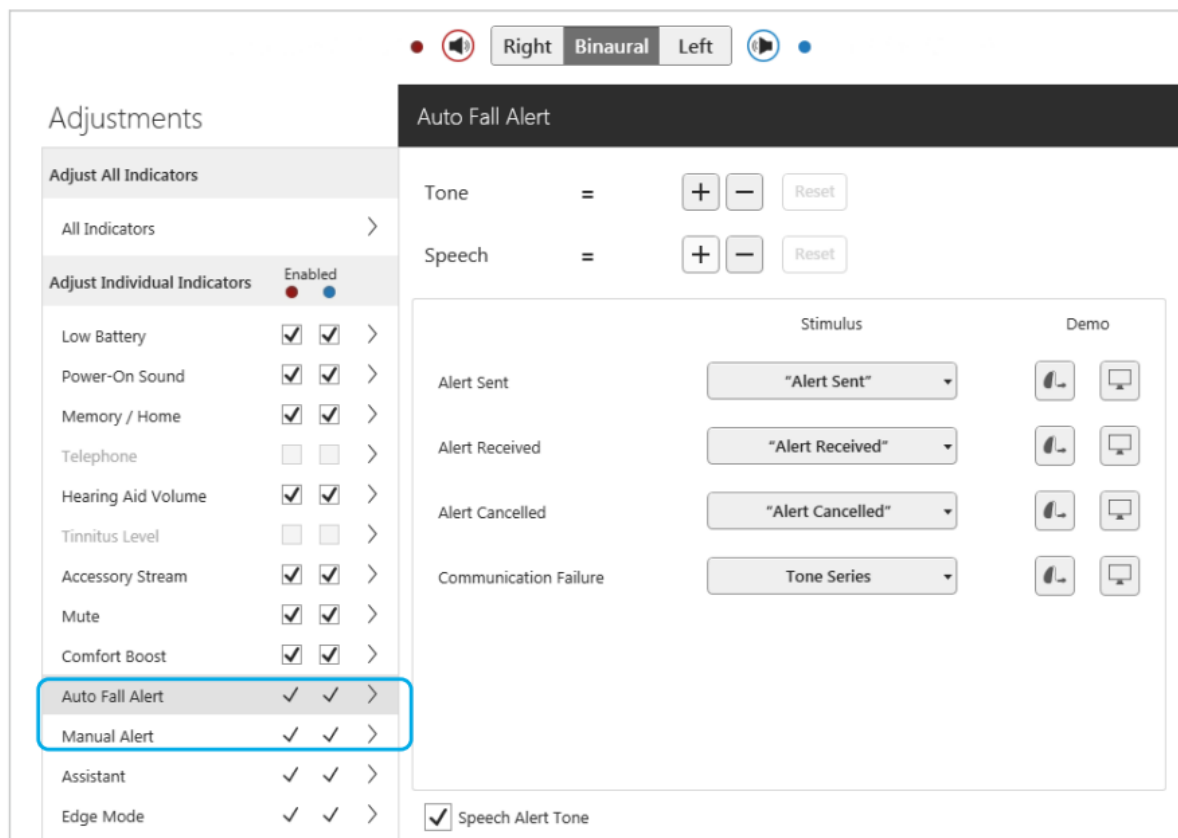 Right Binaural Left
Adjustments
Auto Fall Alert
Adjust All Indicators
All Indicators
Adjust Individual Indicators Enabled
Low Battery
Power-On Sound
Memory / Home
Telephone
Hearing Aid Volume
Tinnitus Level
Accessory Stream
Mute
Comfort Boost
Auto Fall Alert
Manual Alert
Assistant
Edge Mode
Tone = + − Reset
Speech = + − Reset
Stimulus Demo
Alert Sent "Alert Sent"
Alert Received "Alert Received"
Alert Cancelled "Alert Cancelled"
Communication Failure Tone Series
Speech Alert Tone